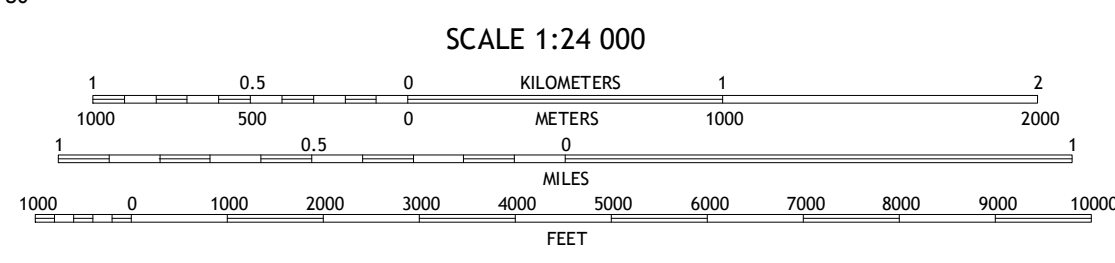 SCALE 1:24 000
1 0.5 0 KILOMETERS 1 2
1000 500 0 METERS 1000 2000
1 0.5 0 1
MILES
1000 0 1000 2000 3000 4000 5000 6000 7000 8000 9000 10000
FEET